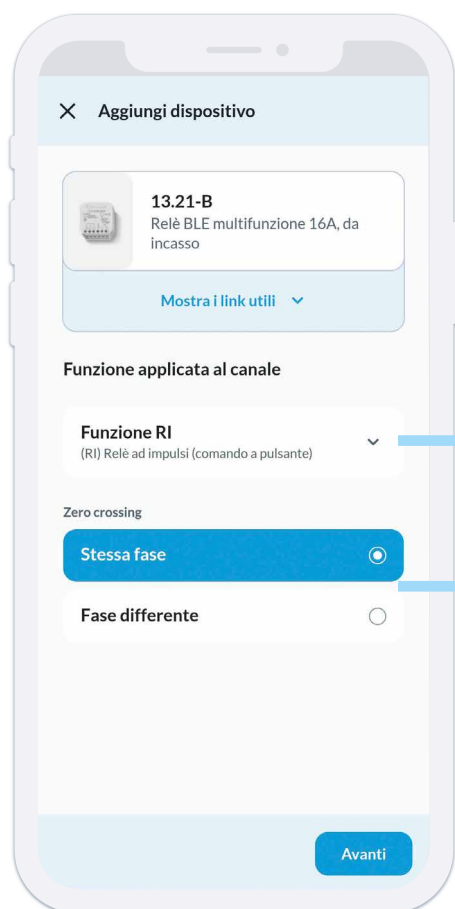 Aggiungi dispositivo
13.21-B
Relè BLE multifunzione 16A, da
incasso
Mostra i link utili
Funzione applicata al canale
Funzione RI
(RI) Relè ad impulsi (comando a pulsante)
Zero crossing
Stessa fase
Fase differente
Avanti